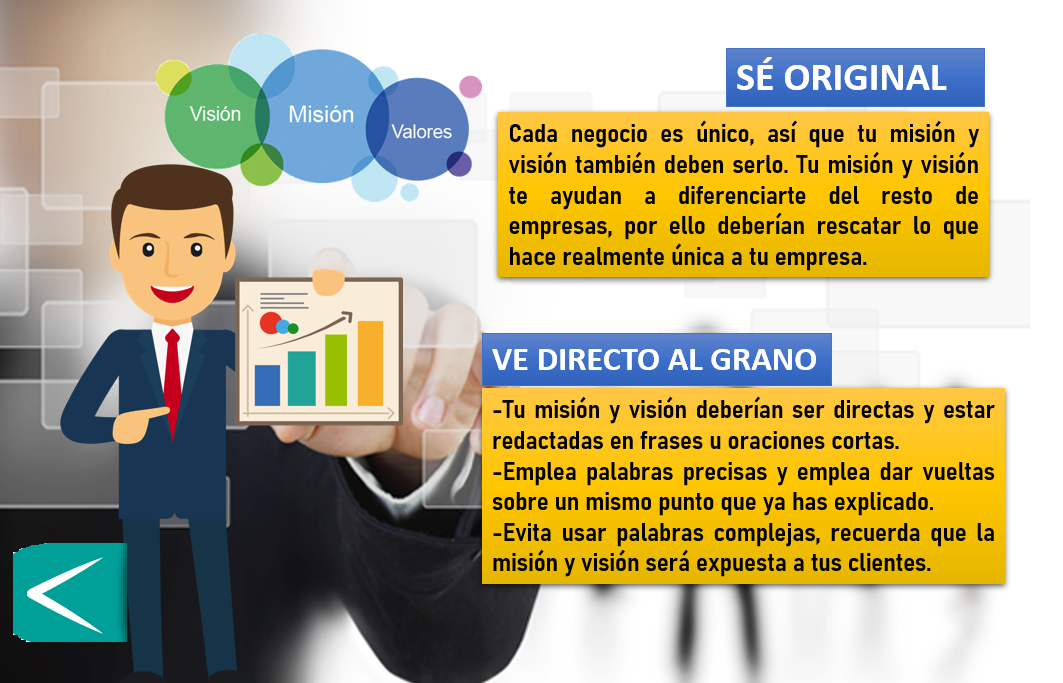 Visión
Misión
Valores
SÉ ORIGINAL
Cada negocio es único, así que tu misión y
visión también deben serlo. Tu misión y visión
te ayudan a diferenciarte del resto de
empresas, por ello deberían rescatar lo que
hace realmente única a tu empresa.
VE DIRECTO AL GRANO
-Tu misión y visión deberían ser directas y estar
redactadas en frases u oraciones cortas.
-Emplea palabras precisas y emplea dar vueltas
sobre un mismo punto que ya has explicado.
-Evita usar palabras complejas, recuerda que la
misión y visión será expuesta a tus clientes.